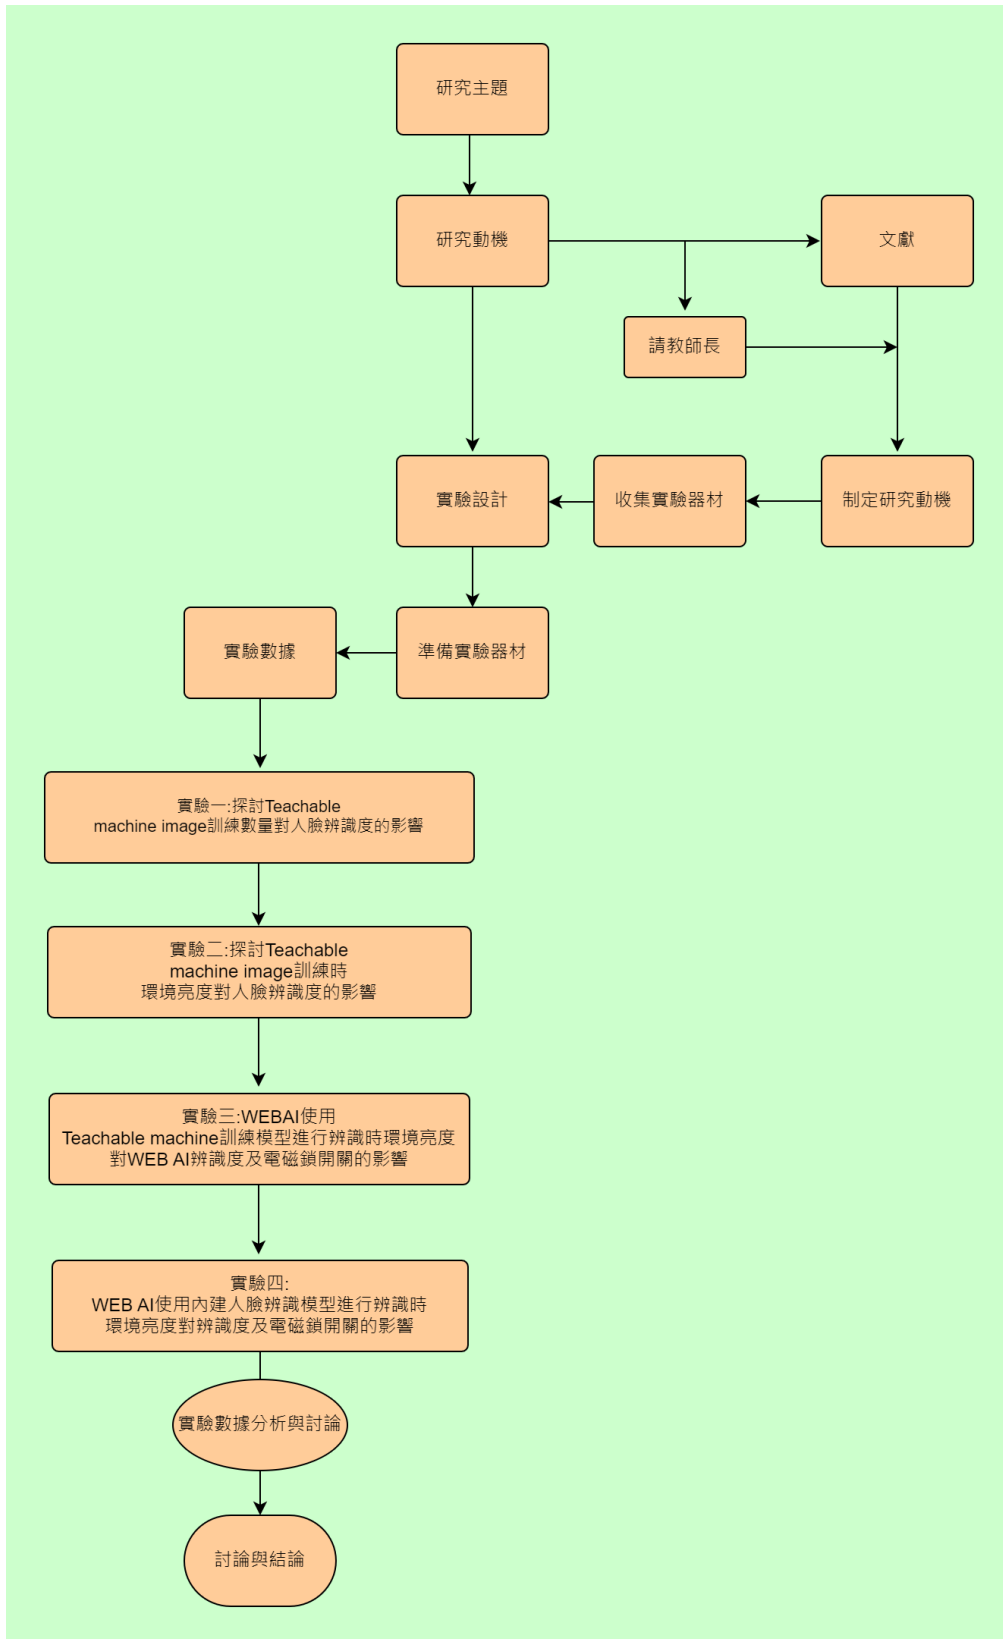 研究主題
研究動機
文獻
請教師長
實驗設計
收集實驗器材
制定研究動機
實驗數據
準備實驗器材
實驗一:探討Teachable
machine image訓練數量對人臉辨識度的影響
實驗二:探討Teachable
machine image訓練時
環境亮度對人臉辨識度的影響
實驗三:WEBAI使用
Teachable machine訓練模型進行辨識時環境亮度
對WEB AI辨識度及電磁鎖開關的影響
實驗四:
WEB AI使用內建人臉辨識模型進行辨識時
環境亮度對辨識度及電磁鎖開關的影響
實驗數據分析與討論
討論與結論